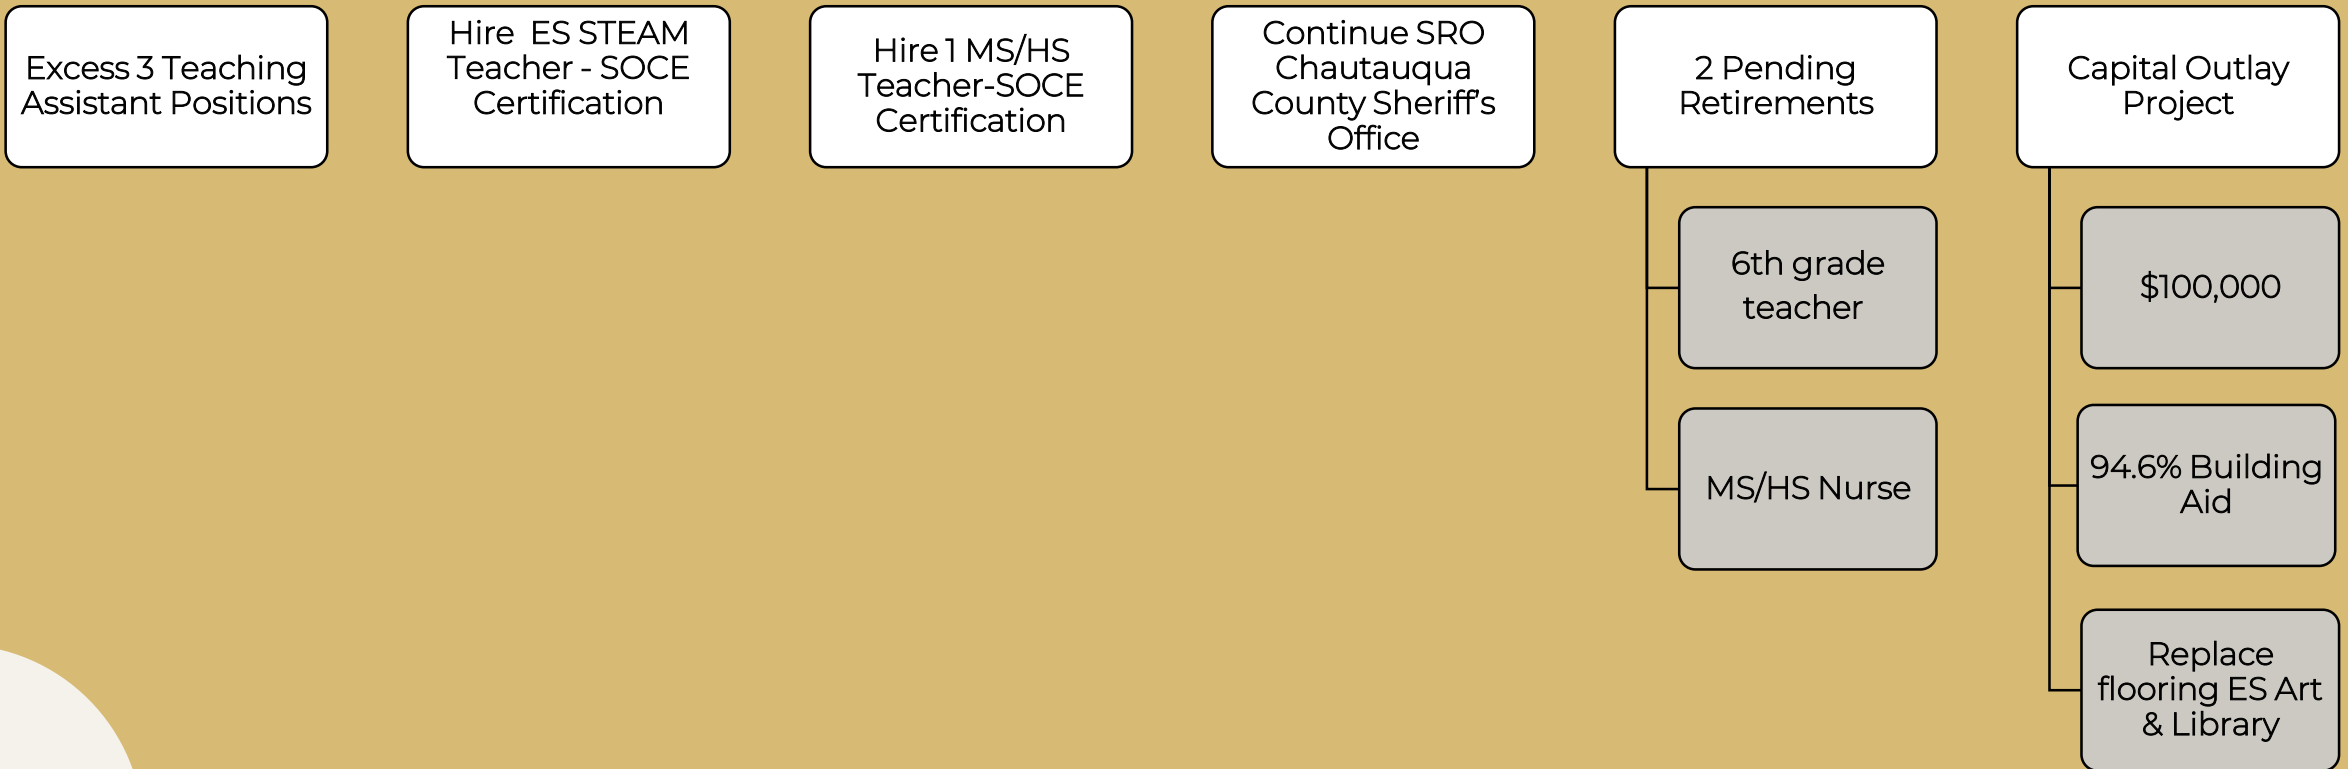 Excess 3 Teaching
Assistant Positions
Hire ES STEAM
Teacher - SOCE
Certification
Hire 1 MS/HS
Teacher-SOCE
Certification
Continue SRO
Chautauqua
County Sheriff's
Office
2 Pending
Retirements
6th grade
teacher
MS/HS Nurse
Capital Outlay
Project
$100,000
94.6% Building
Aid
Replace
flooring ES Art
& Library